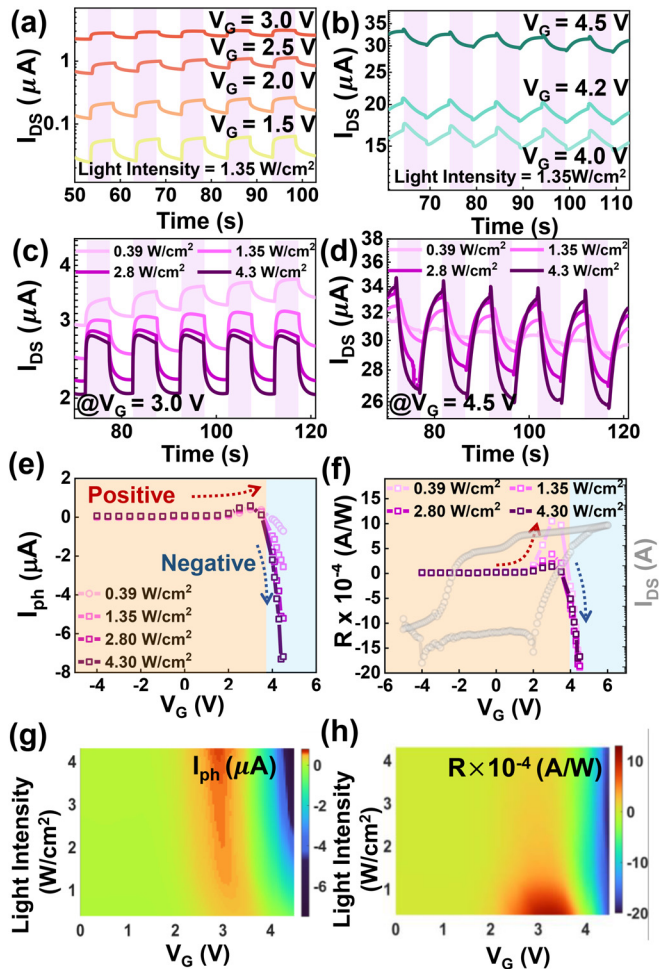 (a)
V_G = 3.0 V
V_G = 2.5 V
V_G = 2.0 V
V_G = 1.5 V
Light Intensity = 1.35 W/cm²
I_DS (μA)
1
0.1
50 60 70 80 90 100
Time (s)
(b)
V_G = 4.5 V
V_G = 4.2 V
V_G = 4.0 V
Light Intensity = 1.35W/cm²
I_DS (μA)
35
30
20
15
70 80 90 100 110
Time (s)
(c)
0.39 W/cm² 1.35 W/cm²
2.8 W/cm² 4.3 W/cm²
@V_G = 3.0 V
I_DS (μA)
4
3
2
80 100 120
Time (s)
(d)
0.39 W/cm² 1.35 W/cm²
2.8 W/cm² 4.3 W/cm²
@V_G = 4.5 V
I_DS (μA)
38
36
34
32
30
28
26
80 100 120
Time (s)
(e)
Positive
Negative
0.39 W/cm²
1.35 W/cm²
2.80 W/cm²
4.30 W/cm²
I_ph (μA)
2
0
-2
-4
-6
-8
-4 -2 0 2 4 6
V_G (V)
(f)
0.39 W/cm² 1.35 W/cm²
2.80 W/cm² 4.30 W/cm²
R x 10⁻⁴ (A/W)
15
10
5
0
-5
-10
-15
-20
-6 -4 -2 0 2 4 6
V_G (V)
I_DS (A)
(g)
I_ph (μA)
Light Intensity
(W/cm²)
4
3
2
1
0 1 2 3 4
V_G (V)
0
-2
-4
-6
(h)
R×10⁻⁴ (A/W)
Light Intensity
(W/cm²)
4
3
2
1
0 1 2 3 4
V_G (V)
10
0
-10
-20